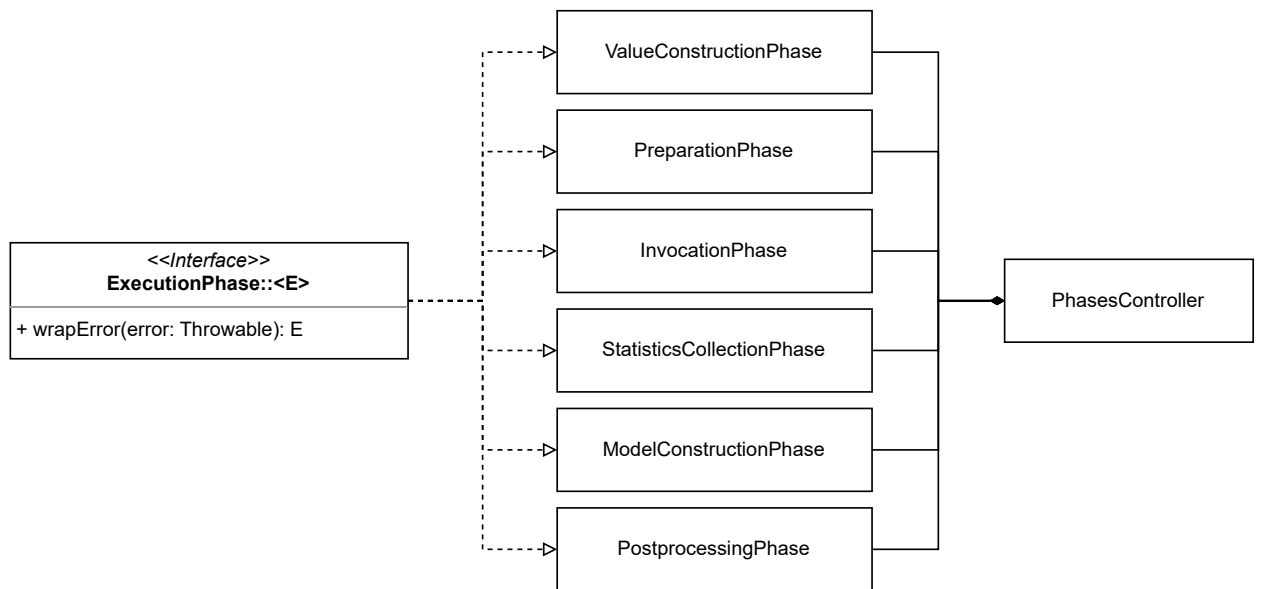 ValueConstructionPhase
PreparationPhase
InvocationPhase
<<Interface>>
ExecutionPhase::<E>
+ wrapError(error: Throwable): E
PhasesController
StatisticsCollectionPhase
ModelConstructionPhase
PostprocessingPhase